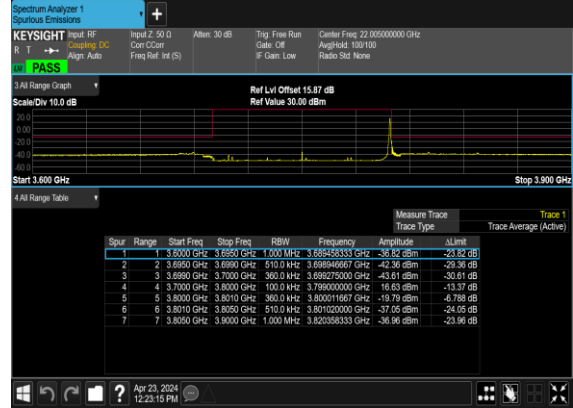 Spectrum Analyzer 1
Spurious Emissions
+
KEYSIGHT Input: RF Input Z: 50 Ω Atten: 30 dB Trig: Free Run Center Freq: 22.005000000 GHz
R T Coupling: DC Corr CCorr Gate: Off Avg|Hold: 100/100
Align: Auto Freq Ref: Int (S) IF Gain: Low Radio Std: None
PASS
3 All Range Graph
Ref Lvl Offset 15.87 dB
Scale/Div 10.0 dB Ref Value 30.00 dBm
20.0
0.00
-20.0
-40.0
-60.0
Start 3.600 GHz Stop 3.900 GHz
4 All Range Table
Measure Trace Trace 1
Trace Type Trace Average (Active)
Spur Range Start Freq Stop Freq RBW Frequency Amplitude ΔLimit
1 1 3.6000 GHz 3.6950 GHz 1.000 MHz 3.689458333 GHz -36.82 dBm -23.82 dB
2 2 3.6950 GHz 3.6990 GHz 510.0 kHz 3.698946667 GHz -42.36 dBm -29.36 dB
3 3 3.6990 GHz 3.7000 GHz 360.0 kHz 3.699275000 GHz -43.61 dBm -30.61 dB
4 4 3.7000 GHz 3.8000 GHz 100.0 kHz 3.799000000 GHz 16.63 dBm -13.37 dB
5 5 3.8000 GHz 3.8010 GHz 360.0 kHz 3.800011667 GHz -19.79 dBm -6.788 dB
6 6 3.8010 GHz 3.8050 GHz 510.0 kHz 3.801020000 GHz -37.05 dBm -24.05 dB
7 7 3.8050 GHz 3.9000 GHz 1.000 MHz 3.820358333 GHz -36.96 dBm -23.96 dB
? Apr 23, 2024
12:23:15 PM